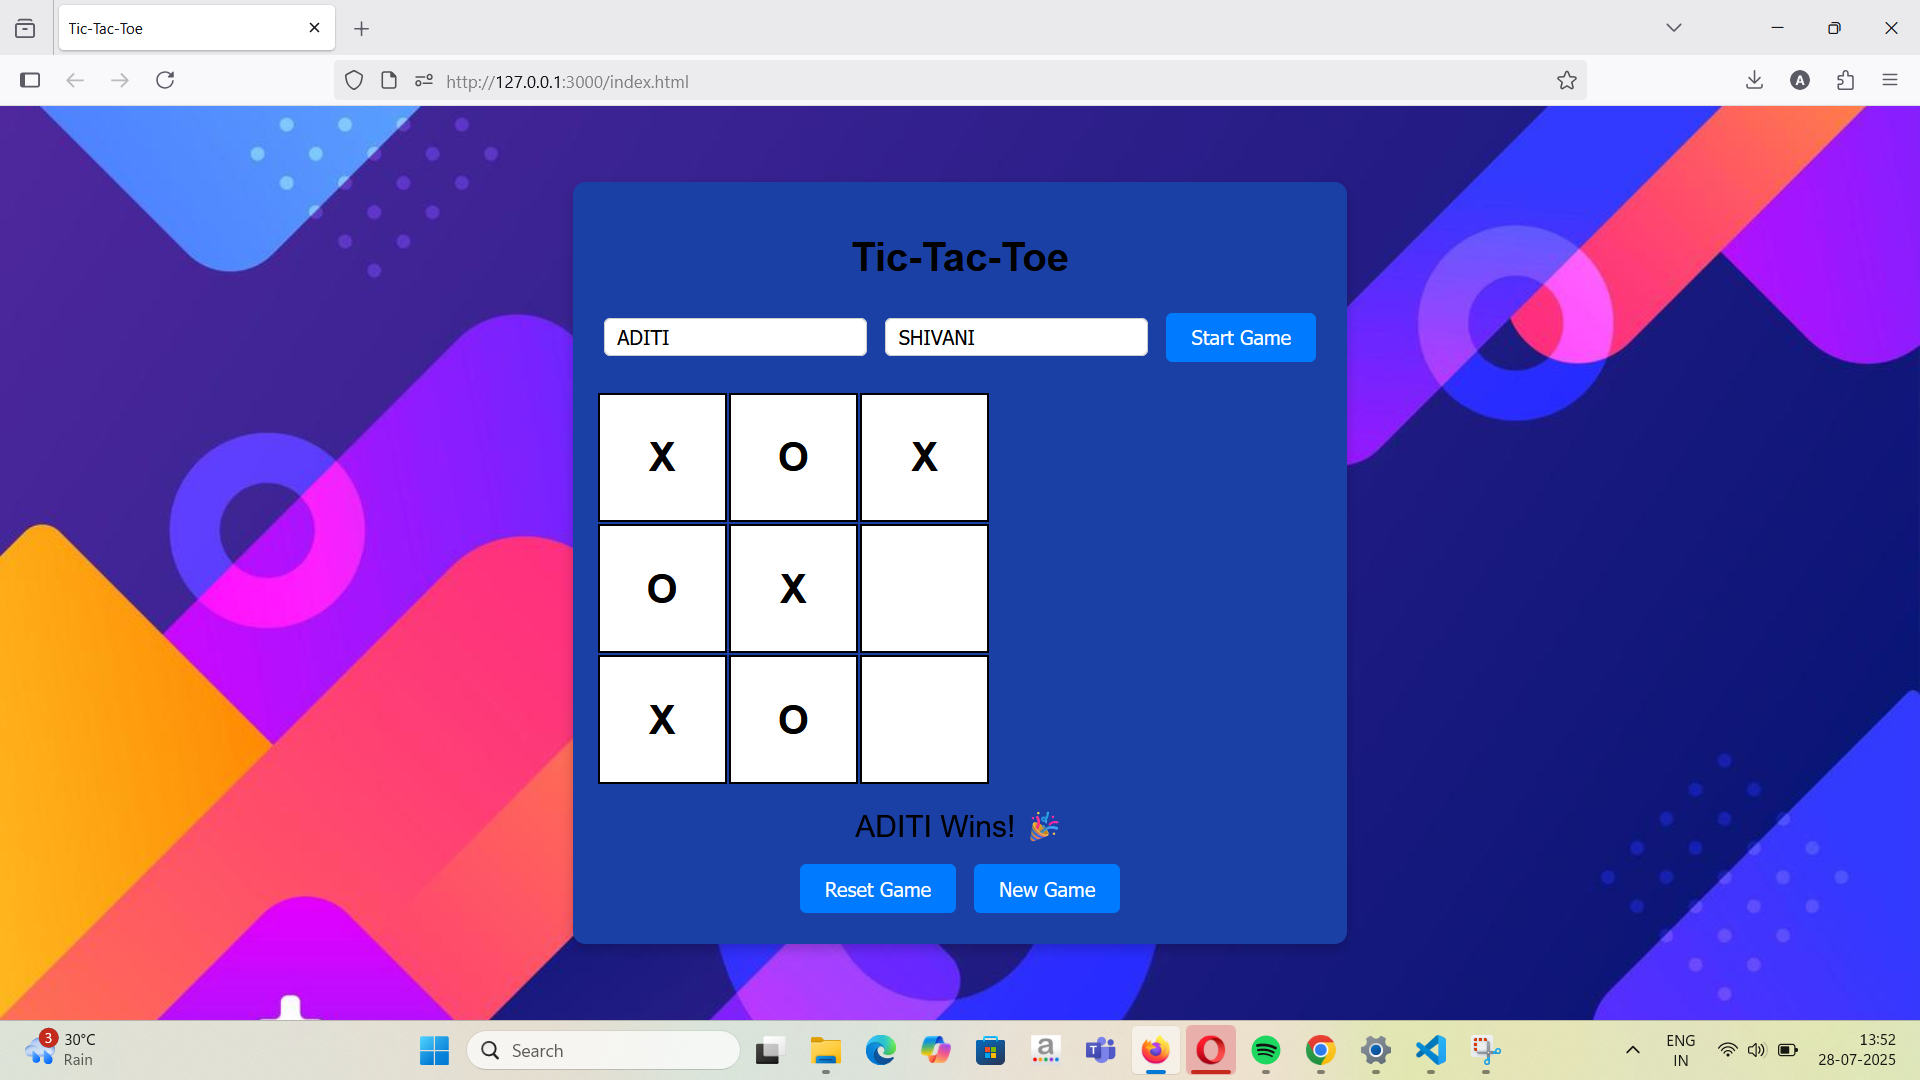 Tic-Tac-Toe
http://127.0.0.1:3000/index.html
A
Tic-Tac-Toe
ADITI SHIVANI Start Game
X O X
O X
X O
ADITI Wins! 🎉
Reset Game New Game
3 30°C
Rain
Search
a
T
ENG
IN
13:52
28-07-2025